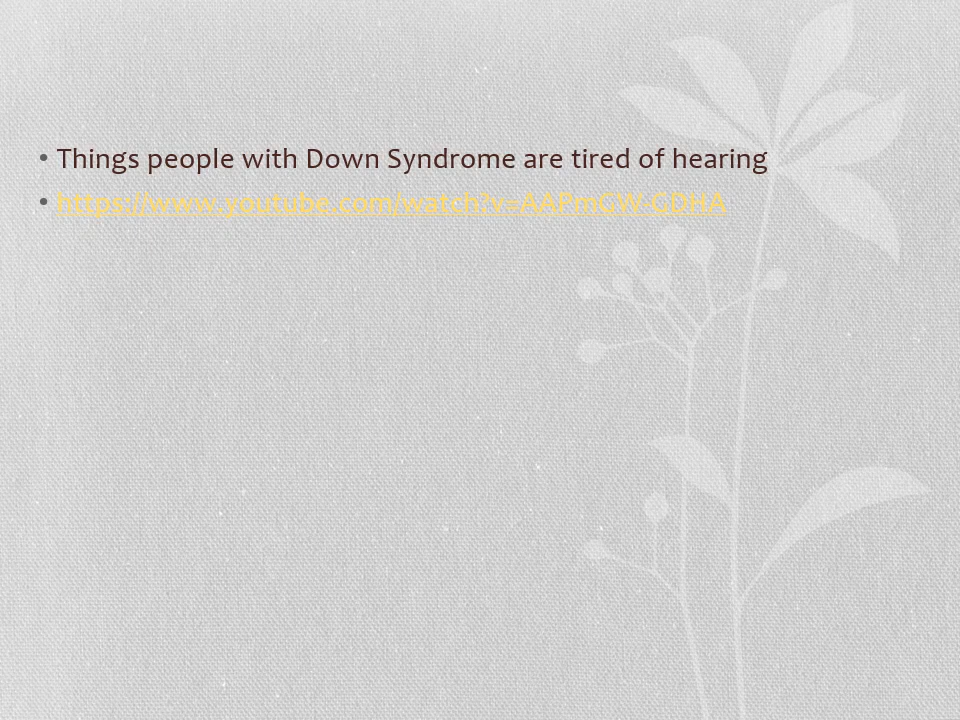 • Things people with Down Syndrome are tired of hearing
• https://www.youtube.com/watch?v=AAPmGW-GDHA